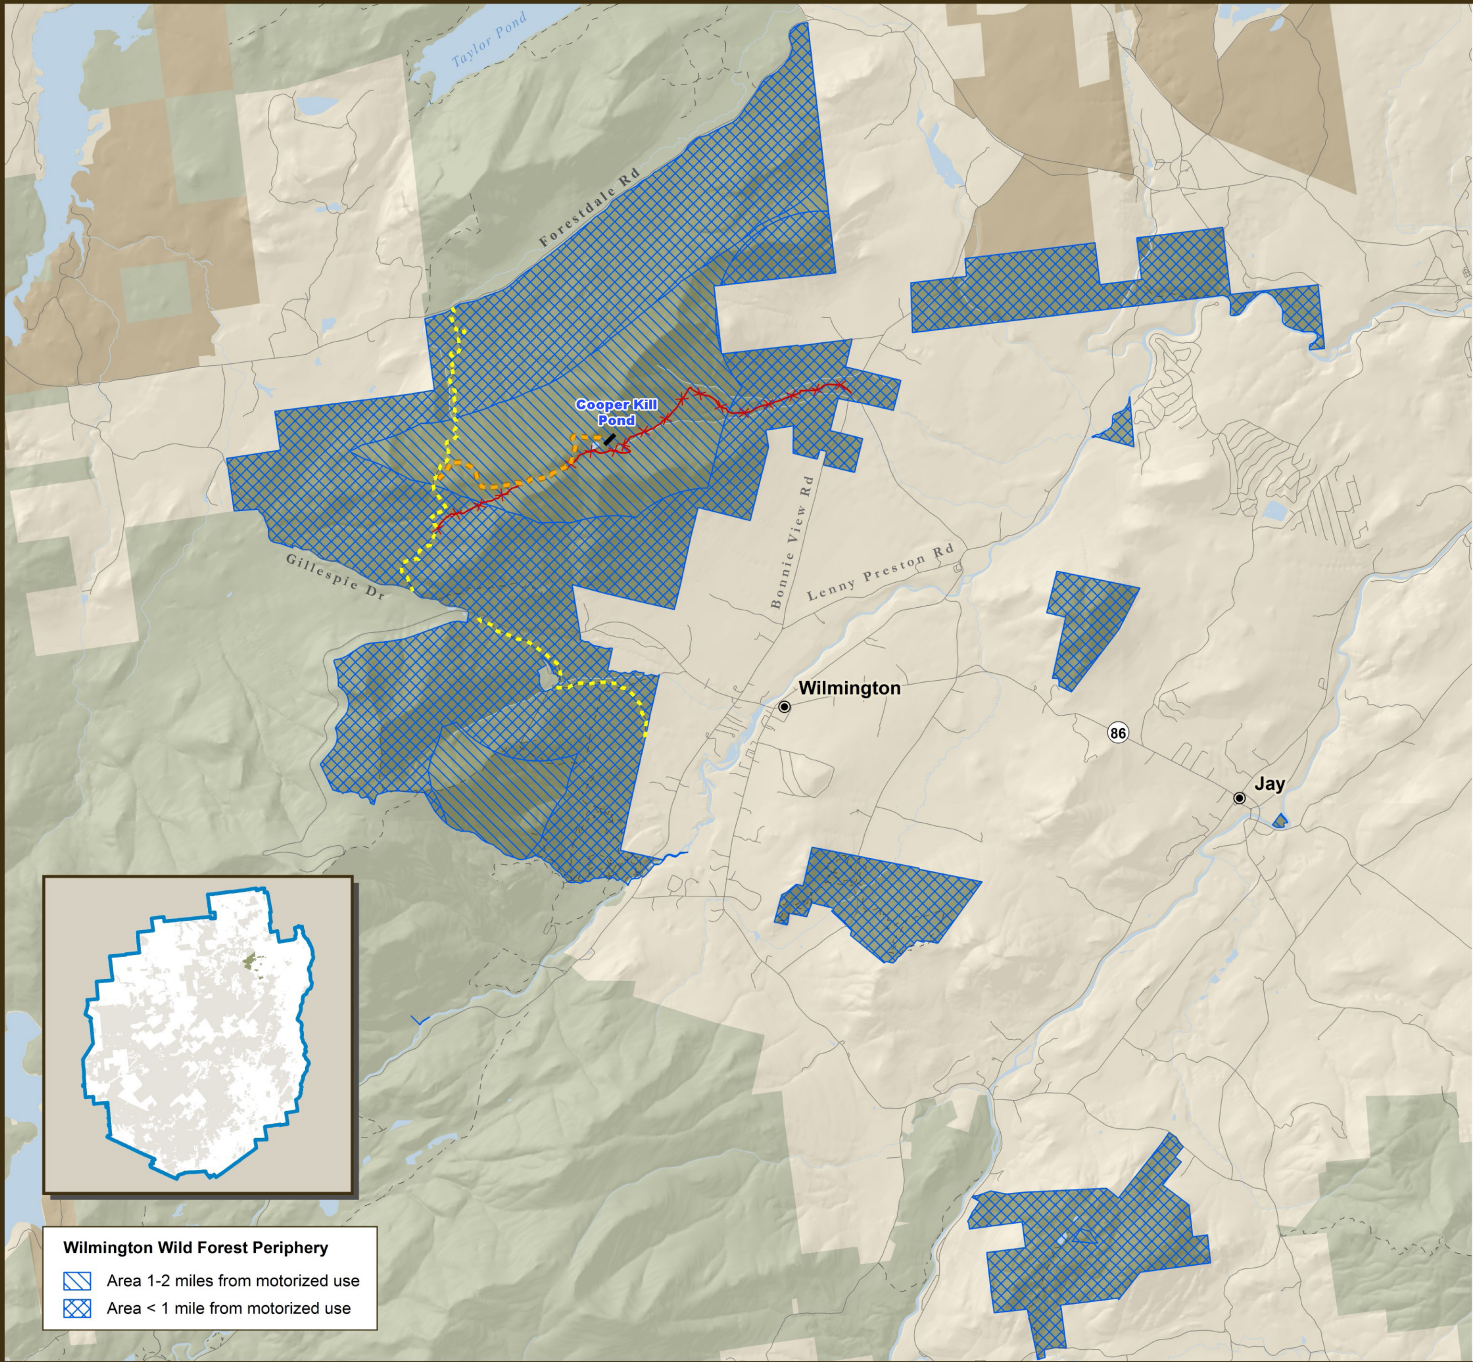 Taylor Pond
Forestdale Rd
Cooper Kill
Pond
Gillespie Dr
Bonnie View Rd
Lenny Preston Rd
Wilmington
86
Jay
Wilmington Wild Forest Periphery
Area 1-2 miles from motorized use
Area < 1 mile from motorized use